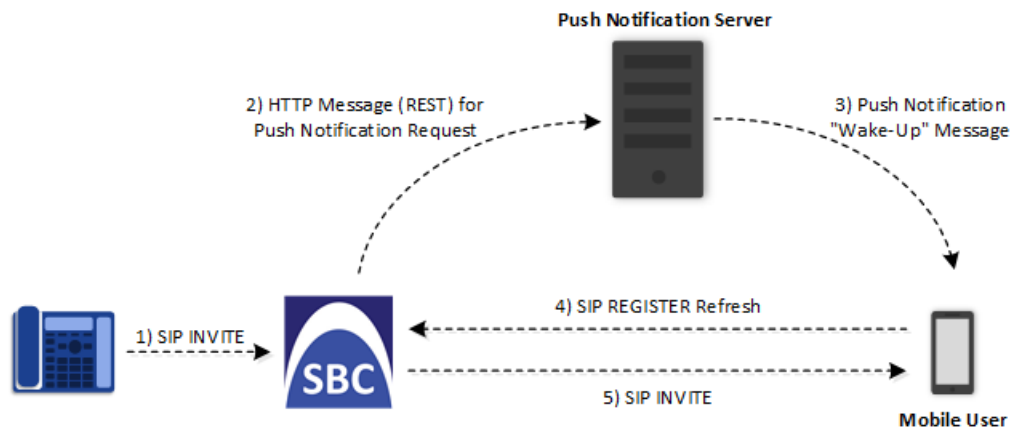 Push Notification Server
2) HTTP Message (REST) for
Push Notification Request
3) Push Notification
"Wake-Up" Message
4) SIP REGISTER Refresh
1) SIP INVITE
SBC
5) SIP INVITE
Mobile User